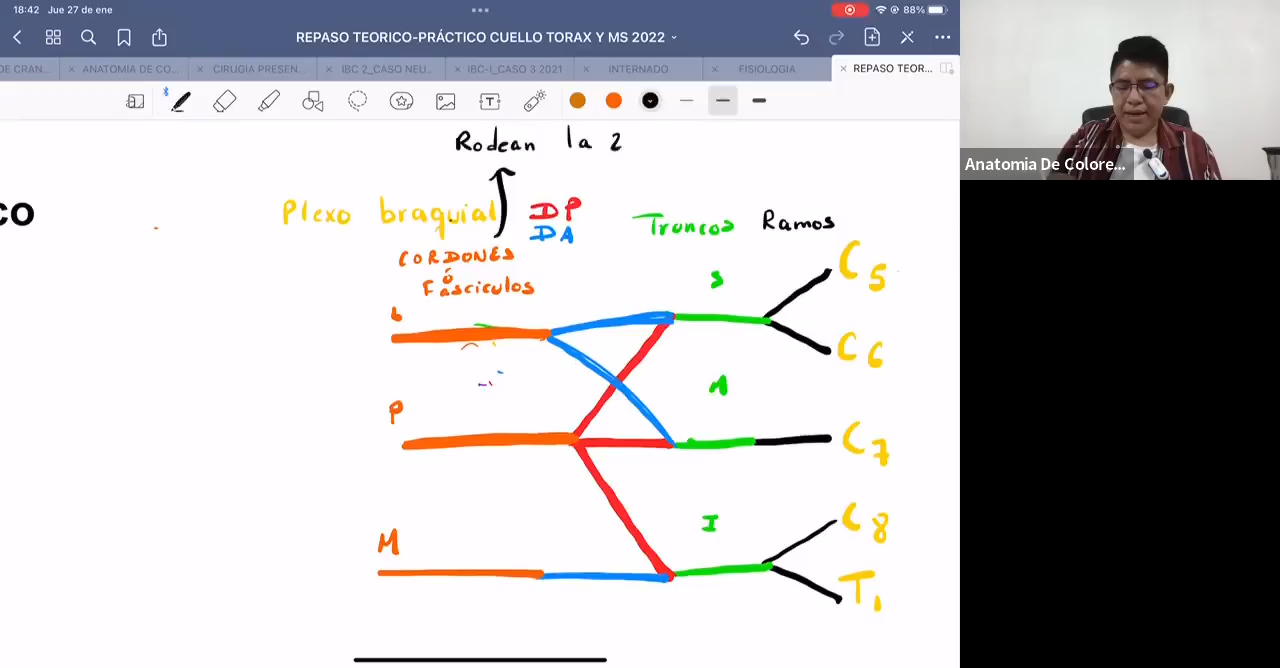 18:42 Jue 27 de ene
88%
REPASO TEORICO-PRÁCTICO CUELLO TORAX Y MS 2022
DE CRAN...
ANATOMIA DE CO...
CIRUGIA PRESEN...
IBC 2_CASO NEU...
IBC-I_CASO 3 2021
INTERNADO
FISIOLOGIA
REPASO TEOR...
Anatomia De Colore...
Rodean la 2
co
Plexo braquial
DP
DA
Troncos
Ramos
CORDONES
ó
Fascículos
L
P
M
S
M
I
C5
C6
C7
C8
T1